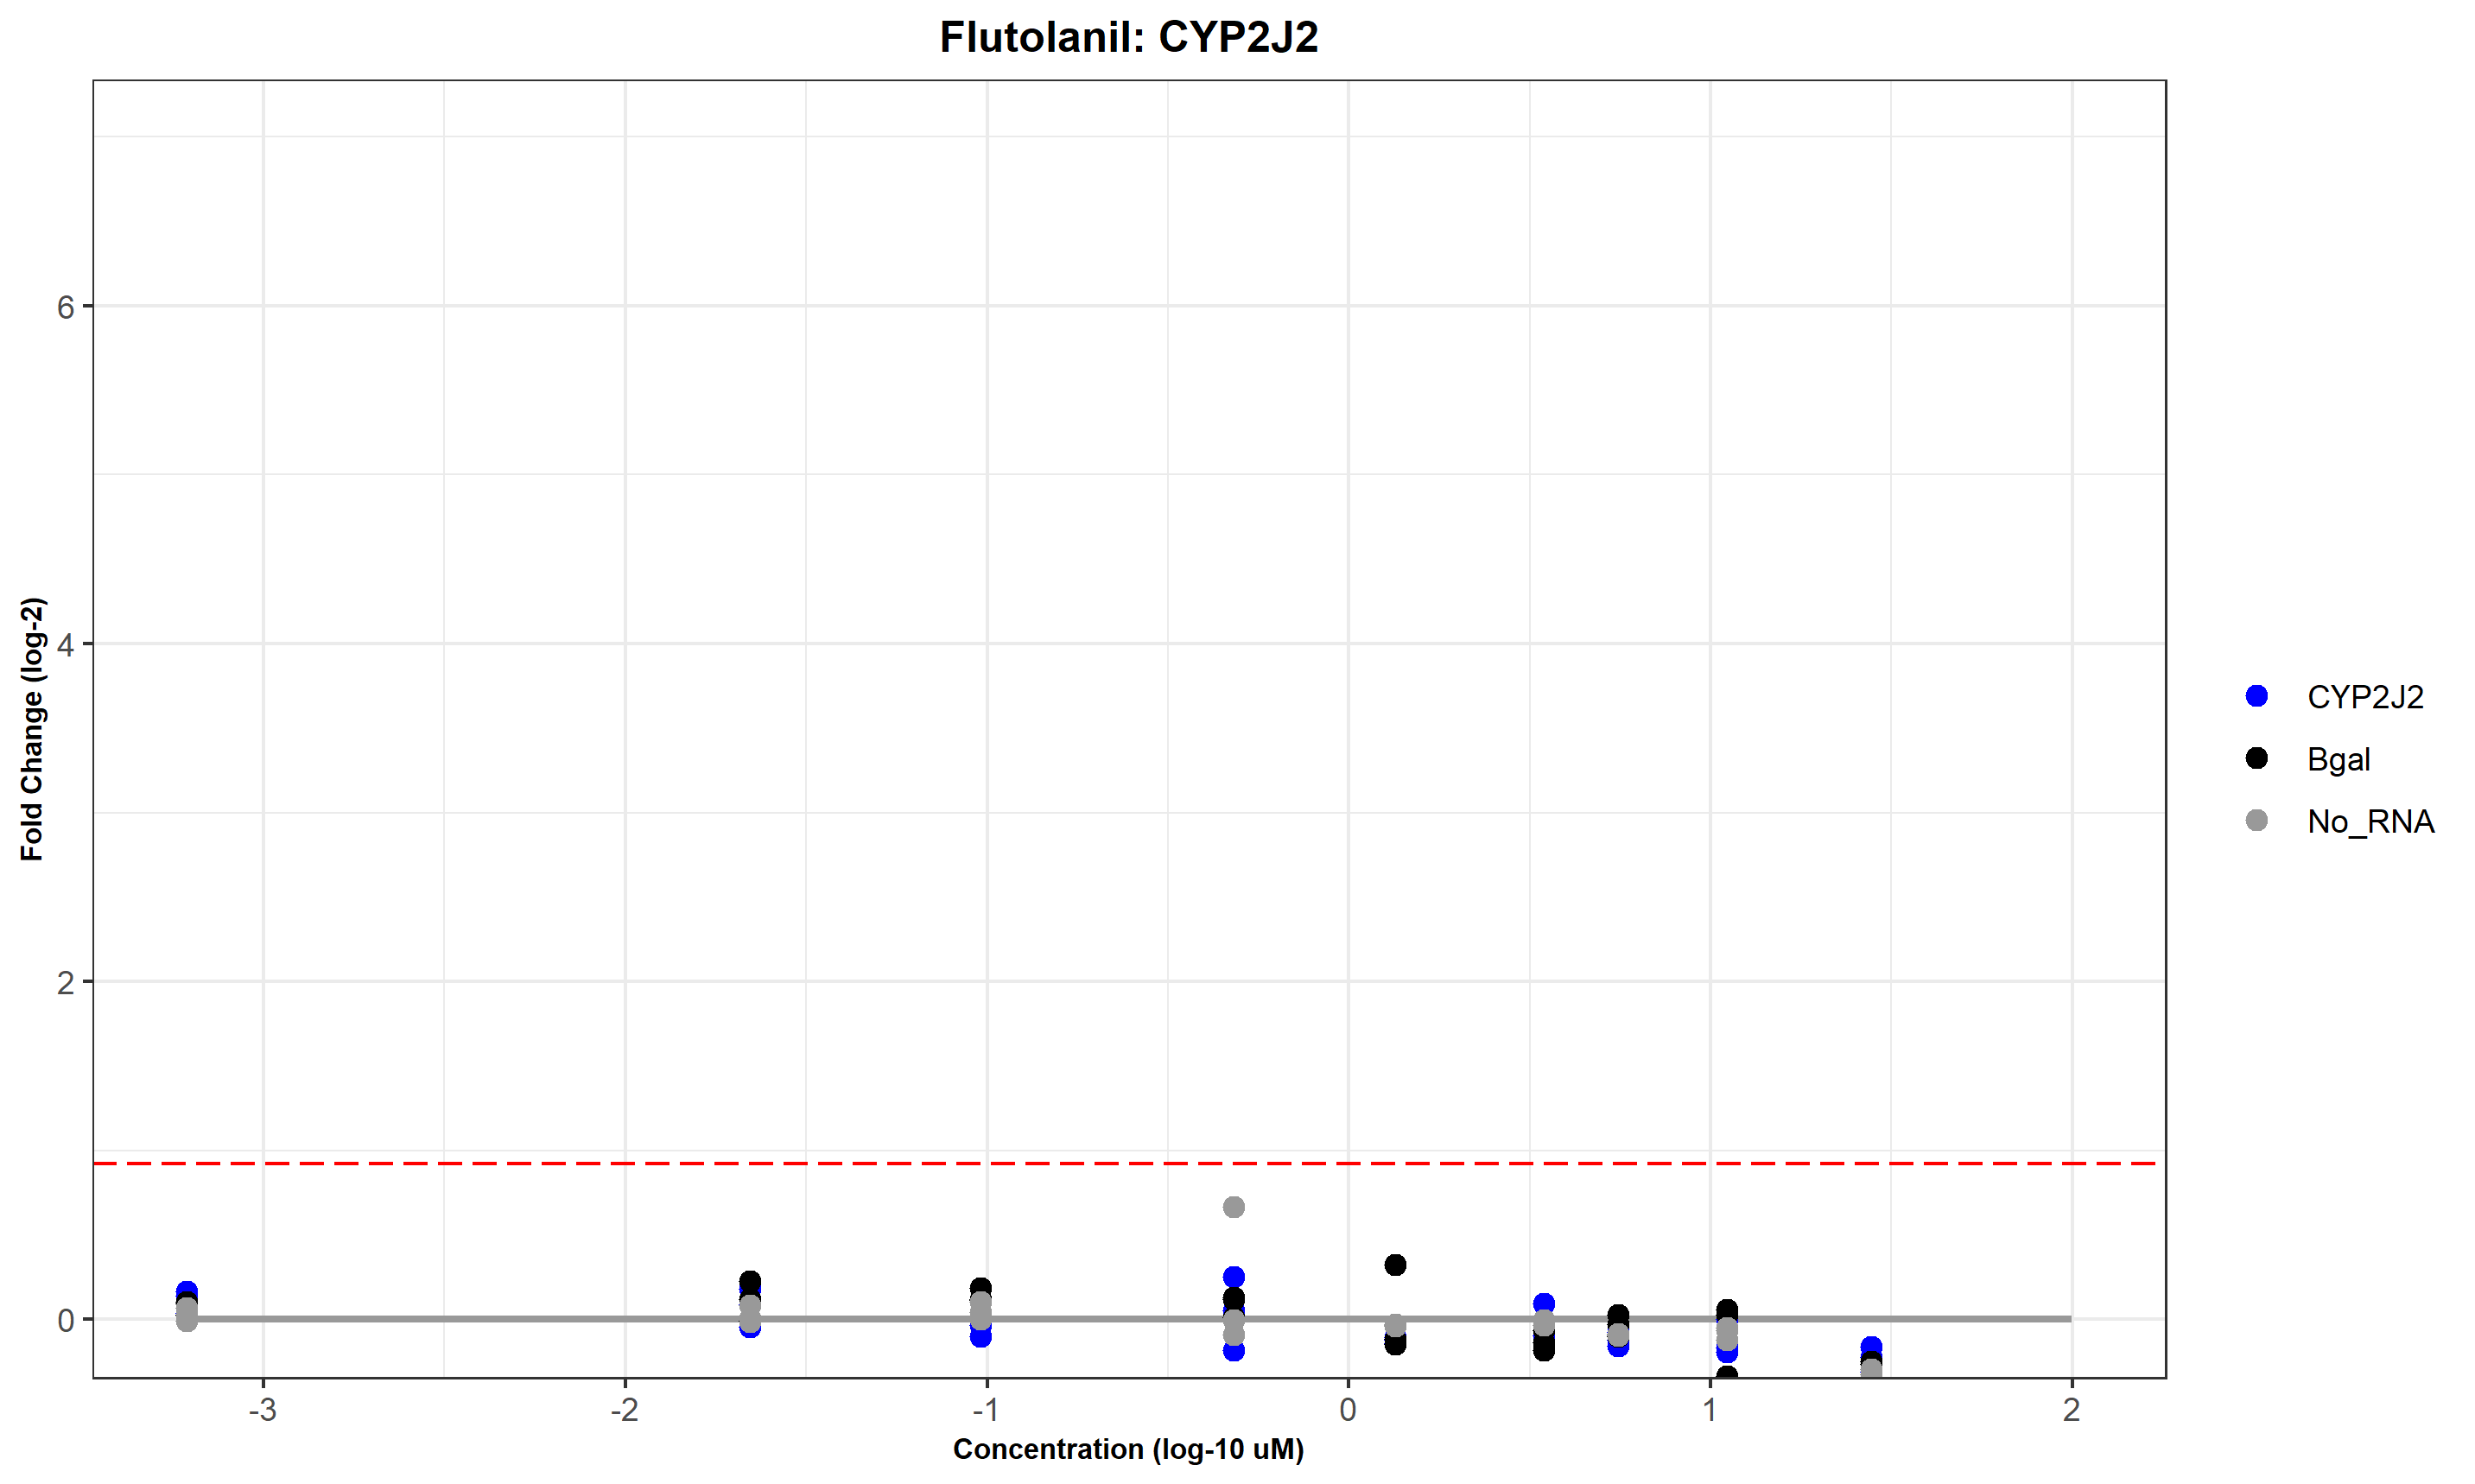 Flutolanil: CYP2J2
Fold Change (log-2)
6
4
2
0
-3
-2
-1
0
1
2
Concentration (log-10 uM)
CYP2J2
Bgal
No_RNA